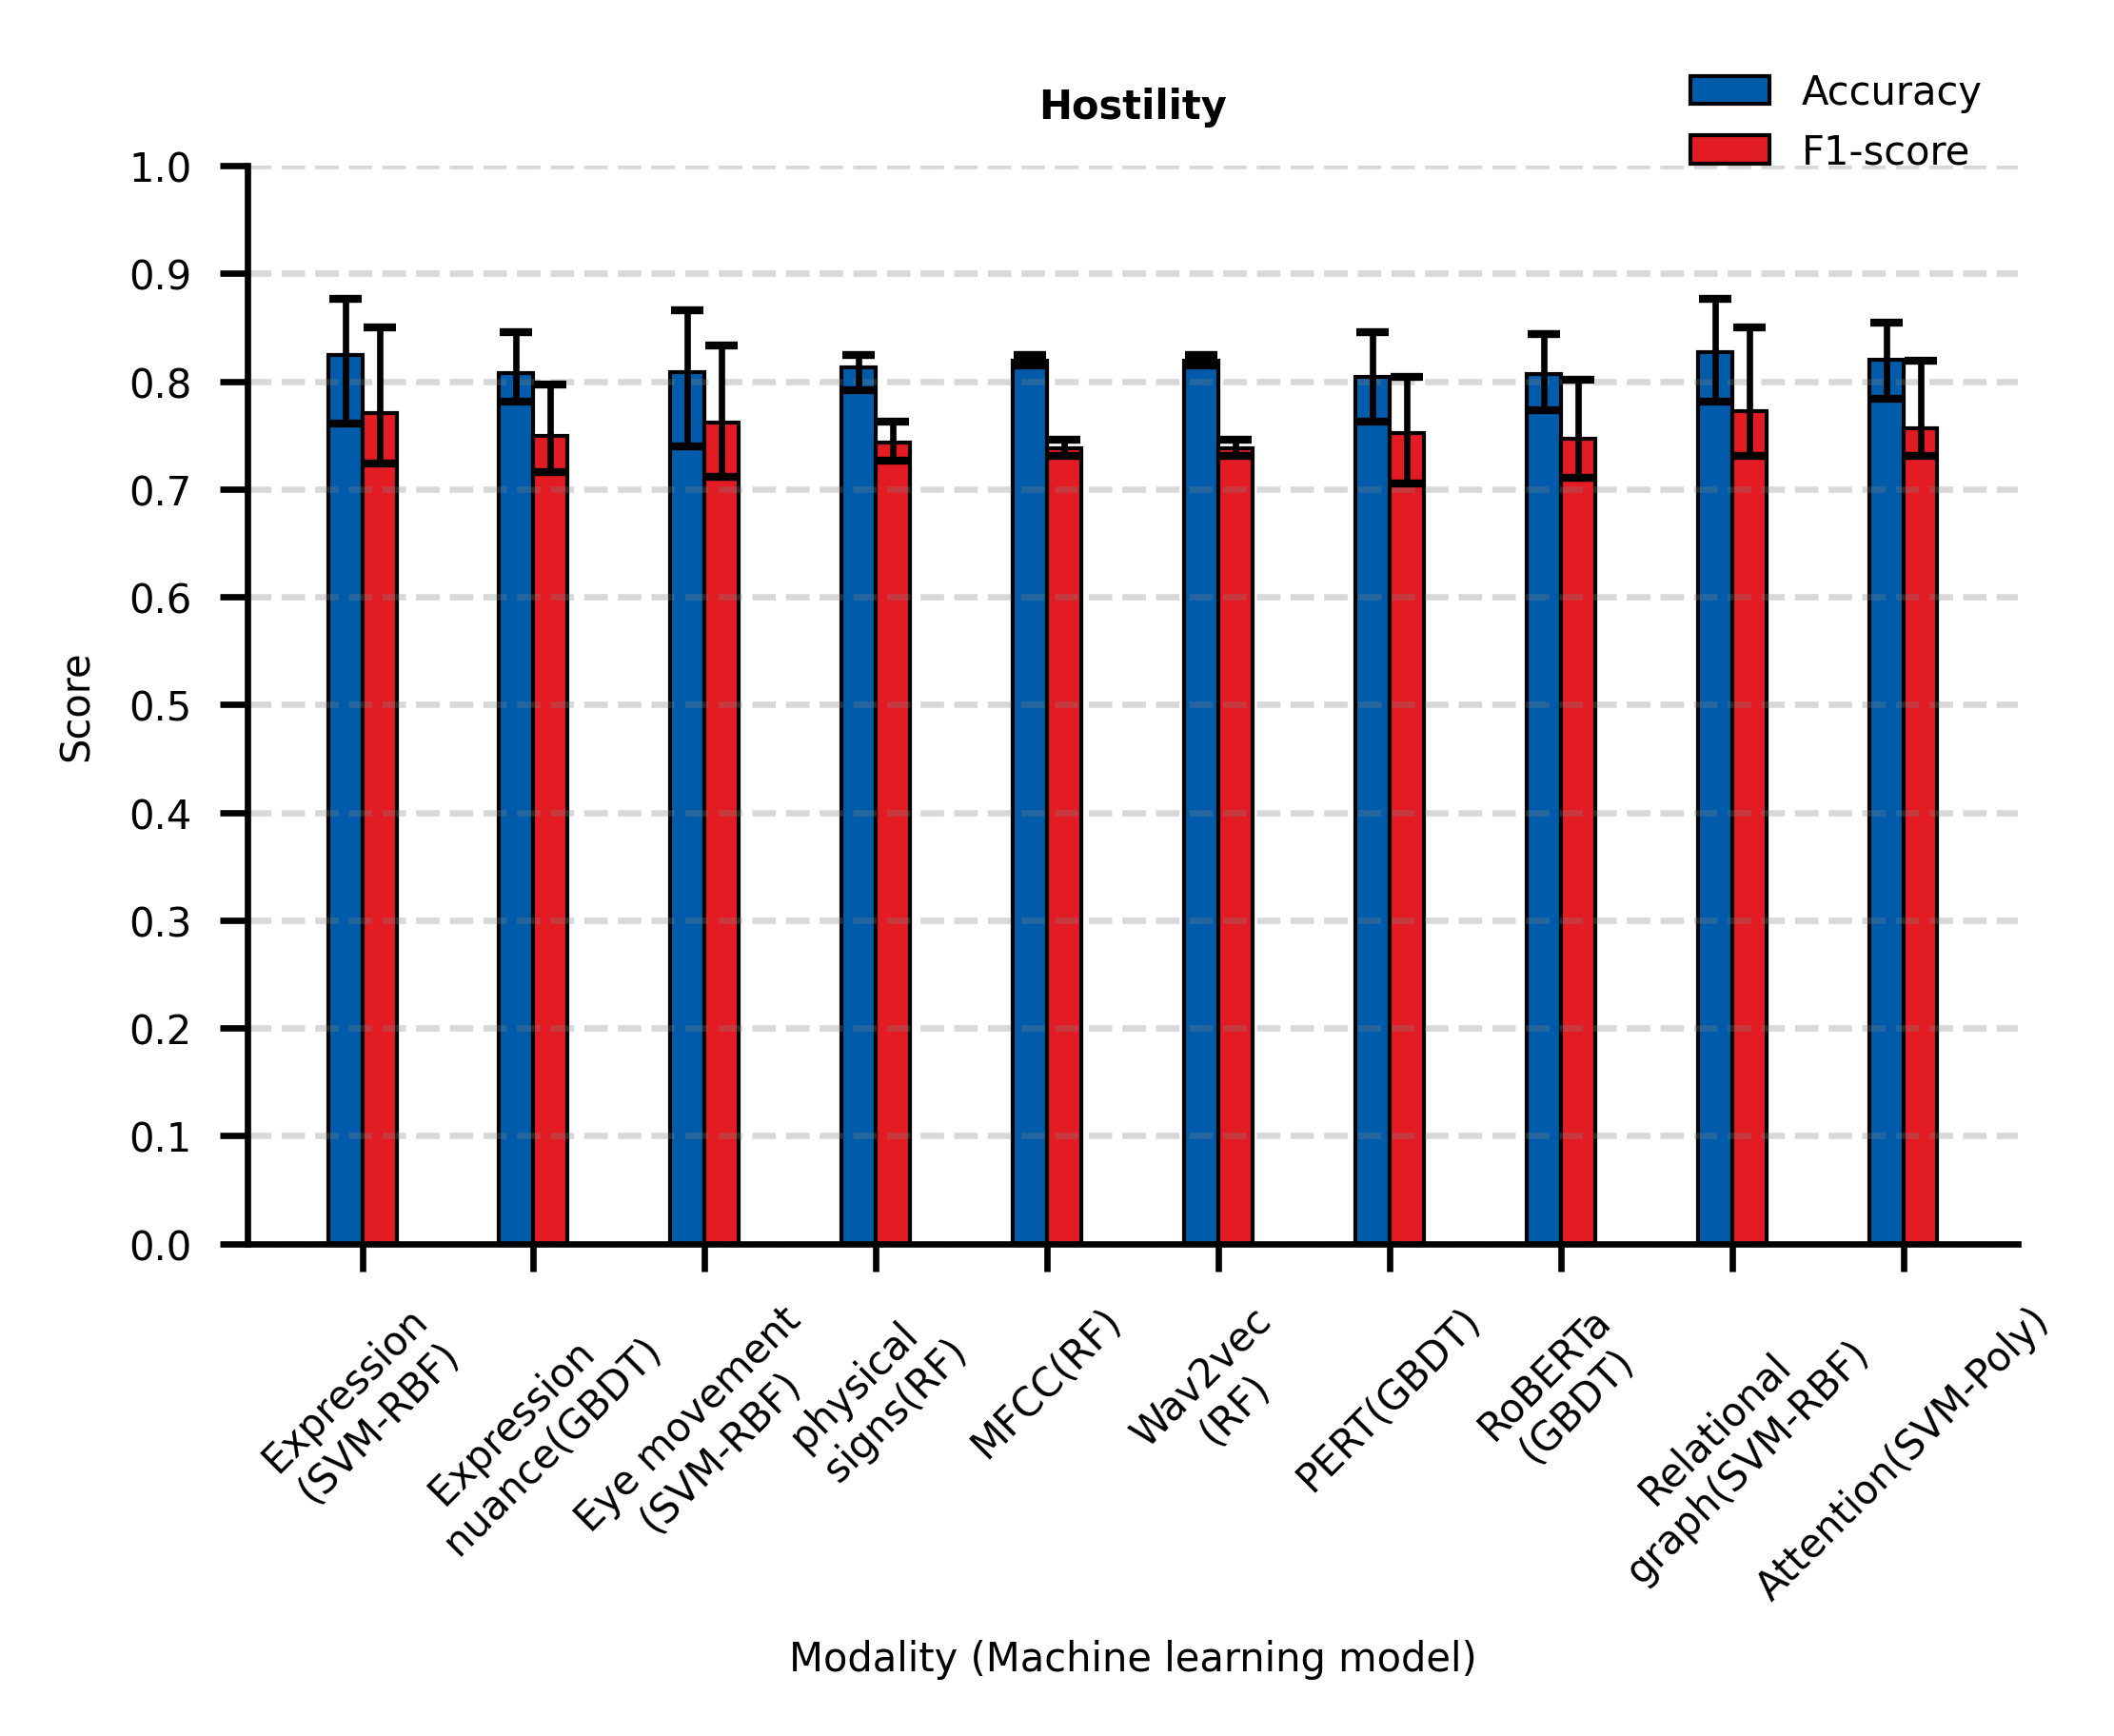 Hostility
Accuracy
F1-score
1.0
0.9
0.8
0.7
0.6
0.5
0.4
0.3
0.2
0.1
0.0
Score
Expression
(SVM-RBF)
Expression
nuance(GBDT)
Eye movement
(SVM-RBF)
physical
signs(RF)
MFCC(RF)
Wav2vec
(RF)
PERT(GBDT)
RoBERTa
(GBDT)
Relational
graph(SVM-RBF)
Attention(SVM-Poly)
Modality (Machine learning model)